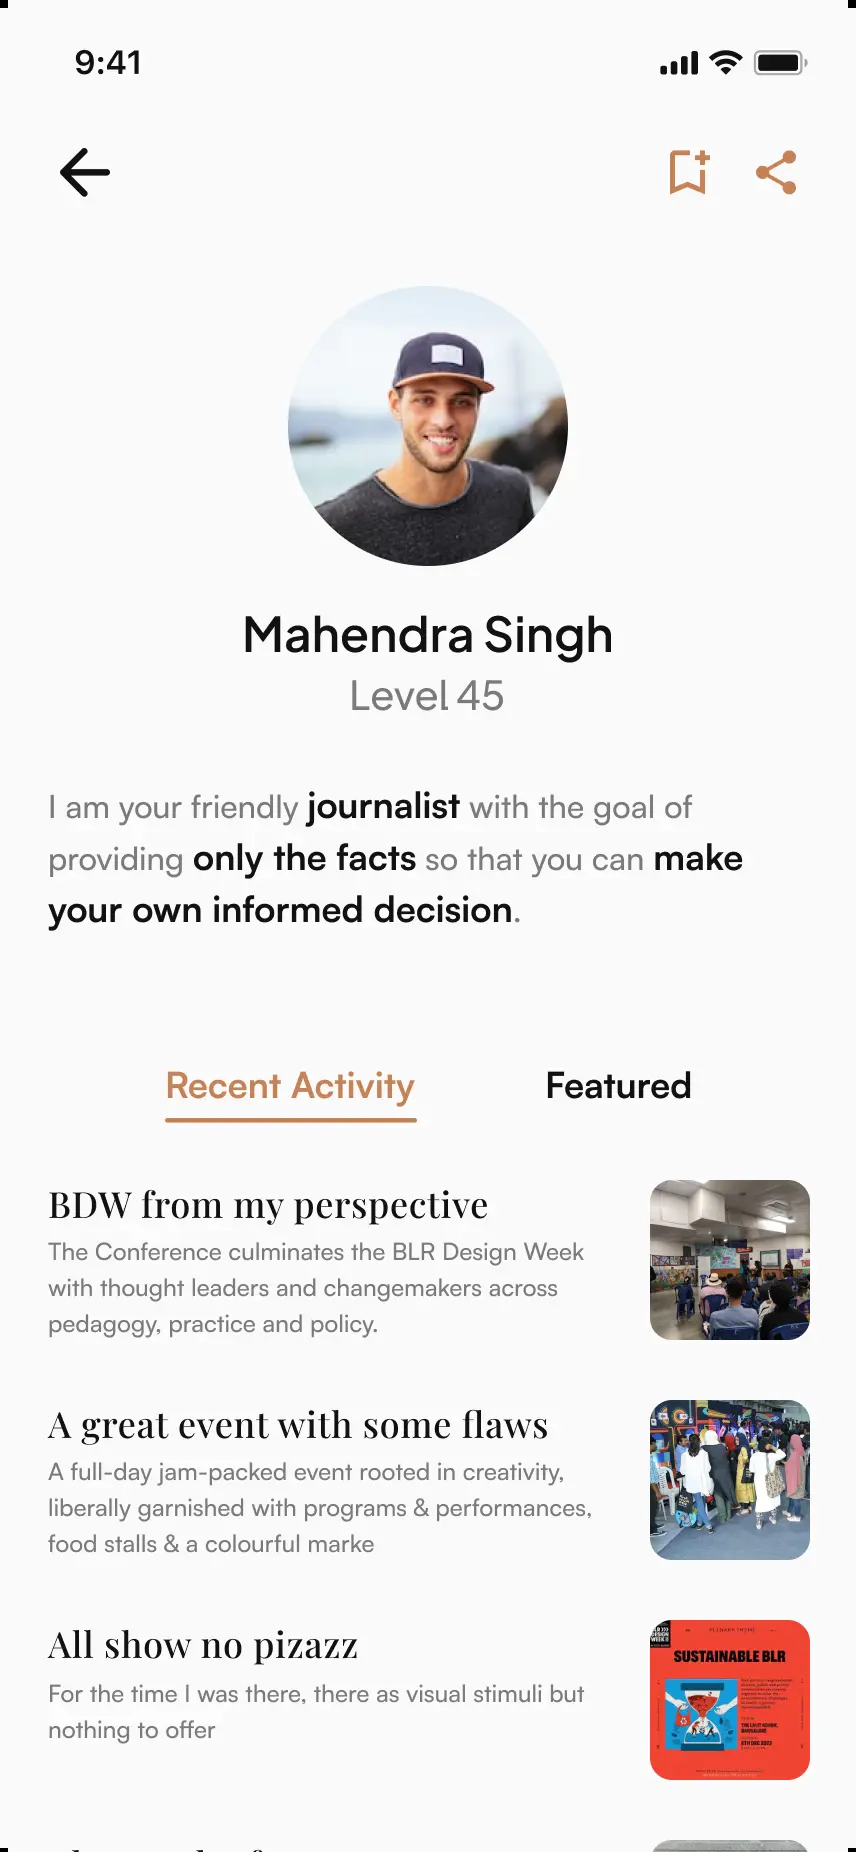 9:41
Mahendra Singh
Level 45
I am your friendly journalist with the goal of
providing only the facts so that you can make
your own informed decision.
Recent Activity
Featured
BDW from my perspective
The Conference culminates the BLR Design Week
with thought leaders and changemakers across
pedagogy, practice and policy.
A great event with some flaws
A full-day jam-packed event rooted in creativity,
liberally garnished with programs & performances,
food stalls & a colourful marke
All show no pizazz
For the time I was there, there as visual stimuli but
nothing to offer
SUSTAINABLE BLR